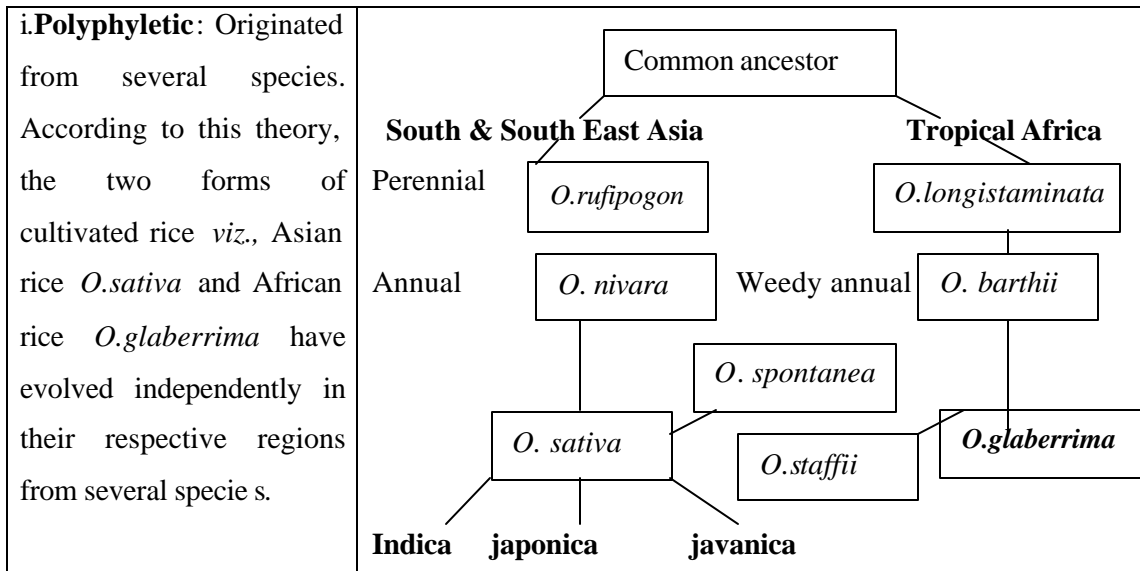 i.Polyphyletic: Originated
from several species.
According to this theory,
the two forms of
cultivated rice viz., Asian
rice O.sativa and African
rice O.glaberrima have
evolved independently in
their respective regions
from several specie s.
Common ancestor
South & South East Asia
Tropical Africa
Perennial
O.rufipogon
O.longistaminata
Annual
O. nivara
Weedy annual
O. barthii
O. spontanea
O. sativa
O.staffii
O.glaberrima
Indica
japonica
javanica